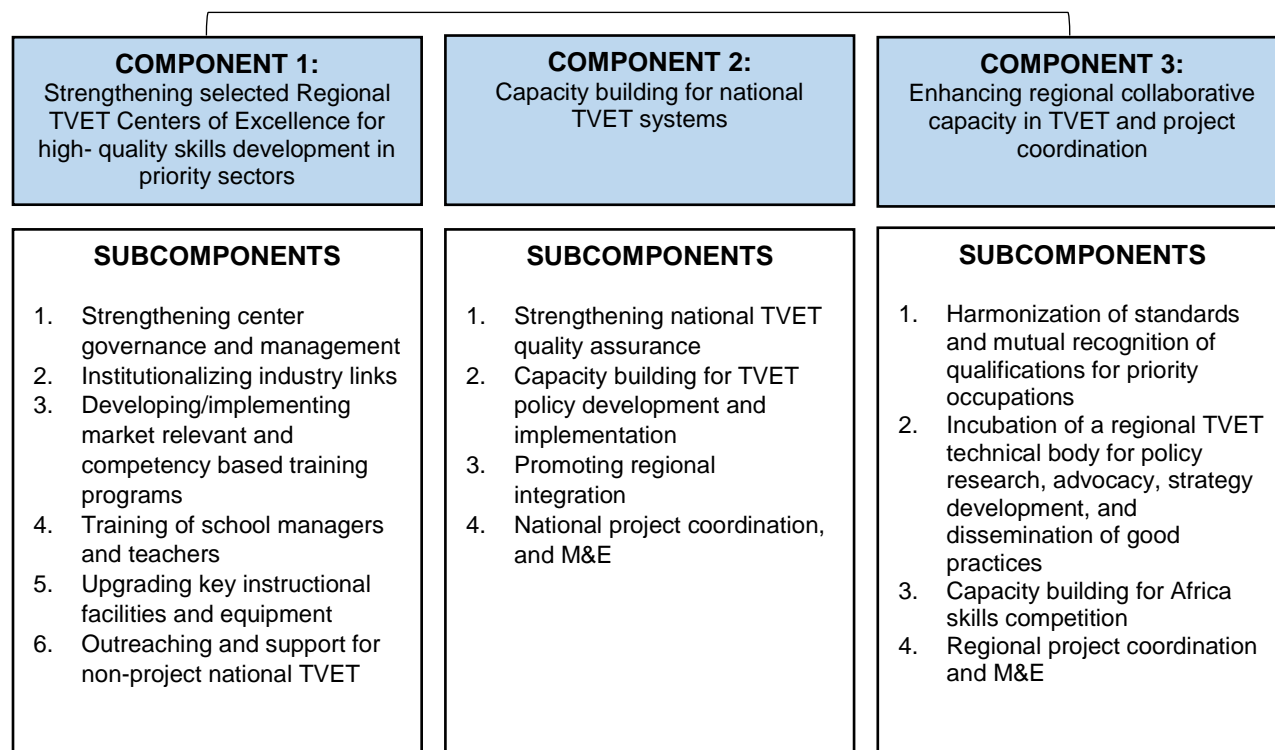 COMPONENT 1:
Strengthening selected Regional
TVET Centers of Excellence for
high- quality skills development in
priority sectors
COMPONENT 2:
Capacity building for national
TVET systems
COMPONENT 3:
Enhancing regional collaborative
capacity in TVET and project
coordination
SUBCOMPONENTS
1. Strengthening center
governance and management
2. Institutionalizing industry links
3. Developing/implementing
market relevant and
competency based training
programs
4. Training of school managers
and teachers
5. Upgrading key instructional
facilities and equipment
6. Outreaching and support for
non-project national TVET
SUBCOMPONENTS
1. Strengthening national TVET
quality assurance
2. Capacity building for TVET
policy development and
implementation
3. Promoting regional
integration
4. National project coordination,
and M&E
SUBCOMPONENTS
1. Harmonization of standards
and mutual recognition of
qualifications for priority
occupations
2. Incubation of a regional TVET
technical body for policy
research, advocacy, strategy
development, and
dissemination of good
practices
3. Capacity building for Africa
skills competition
4. Regional project coordination
and M&E